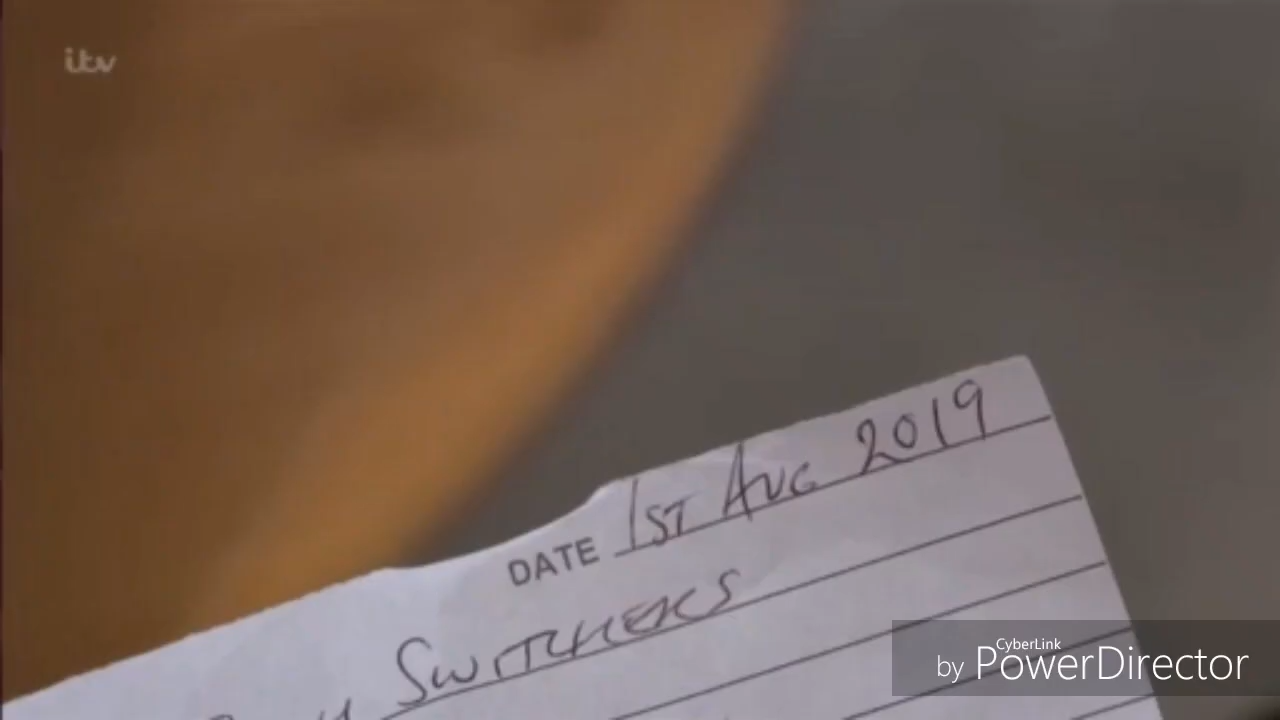 itv
DATE 1ST AUG 2019
SWITCHERS
CyberLink
by PowerDirector